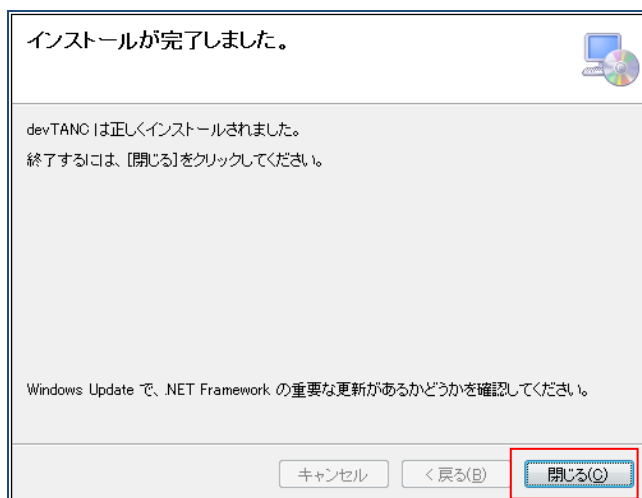 インストールが完了しました。
devTANC は正しくインストールされました。
終了するには、[閉じる]をクリックしてください。
Windows Update で、.NET Framework の重要な更新があるかどうかを確認してください。
キャンセル
< 戻る(B)
閉じる(C)